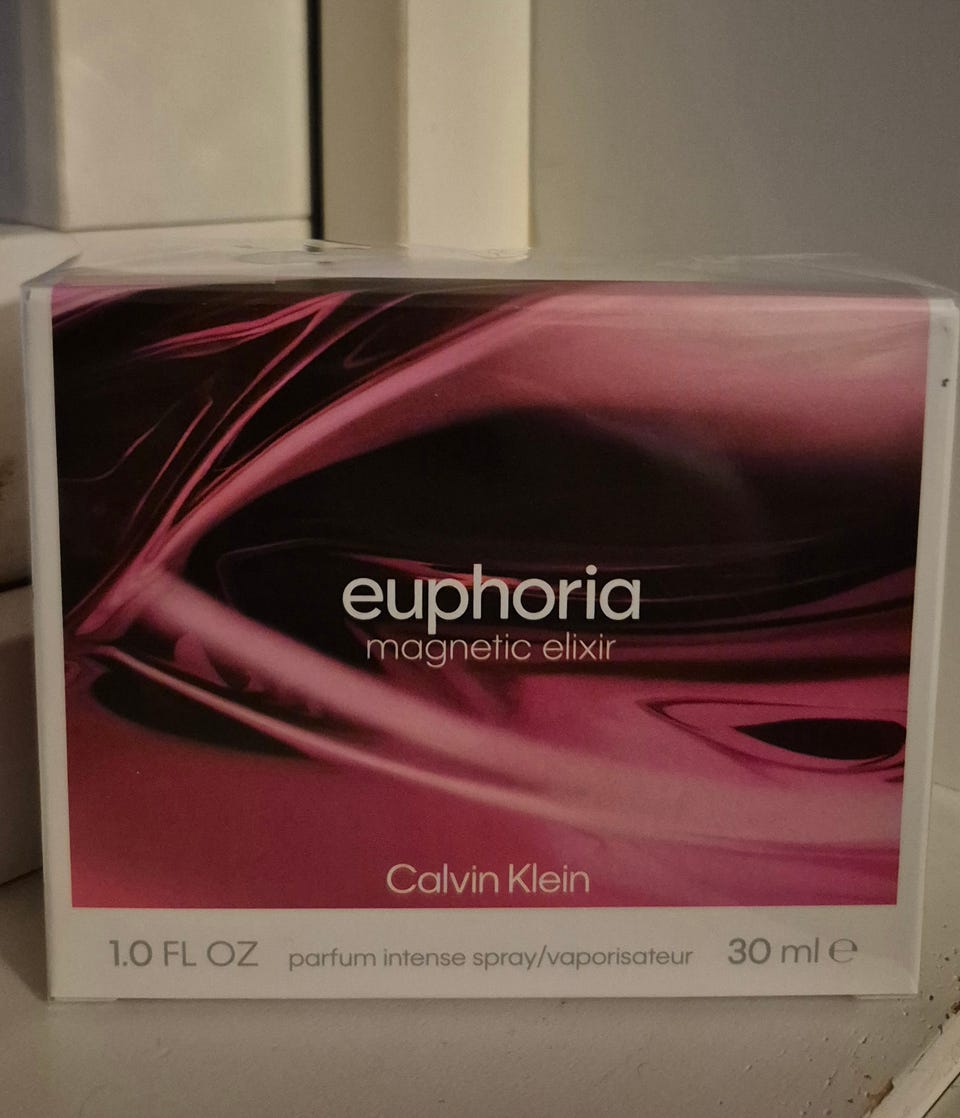 euphoria
magnetic elixir
Calvin Klein
1.0 FL OZ parfum intense spray/vaporisateur 30 ml ℮